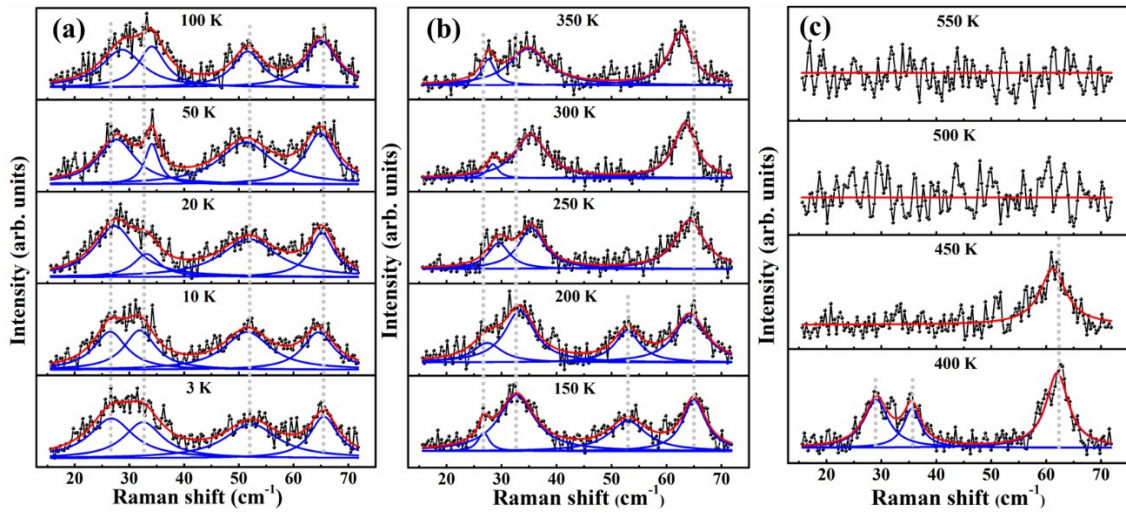 (a)
100 K
50 K
20 K
10 K
3 K
Intensity (arb. units)
20 30 40 50 60 70
Raman shift (cm⁻¹)
(b)
350 K
300 K
250 K
200 K
150 K
Intensity (arb. units)
20 30 40 50 60 70
Raman shift (cm⁻¹)
(c)
550 K
500 K
450 K
400 K
Intensity (arb. units)
20 30 40 50 60 70
Raman shift (cm⁻¹)